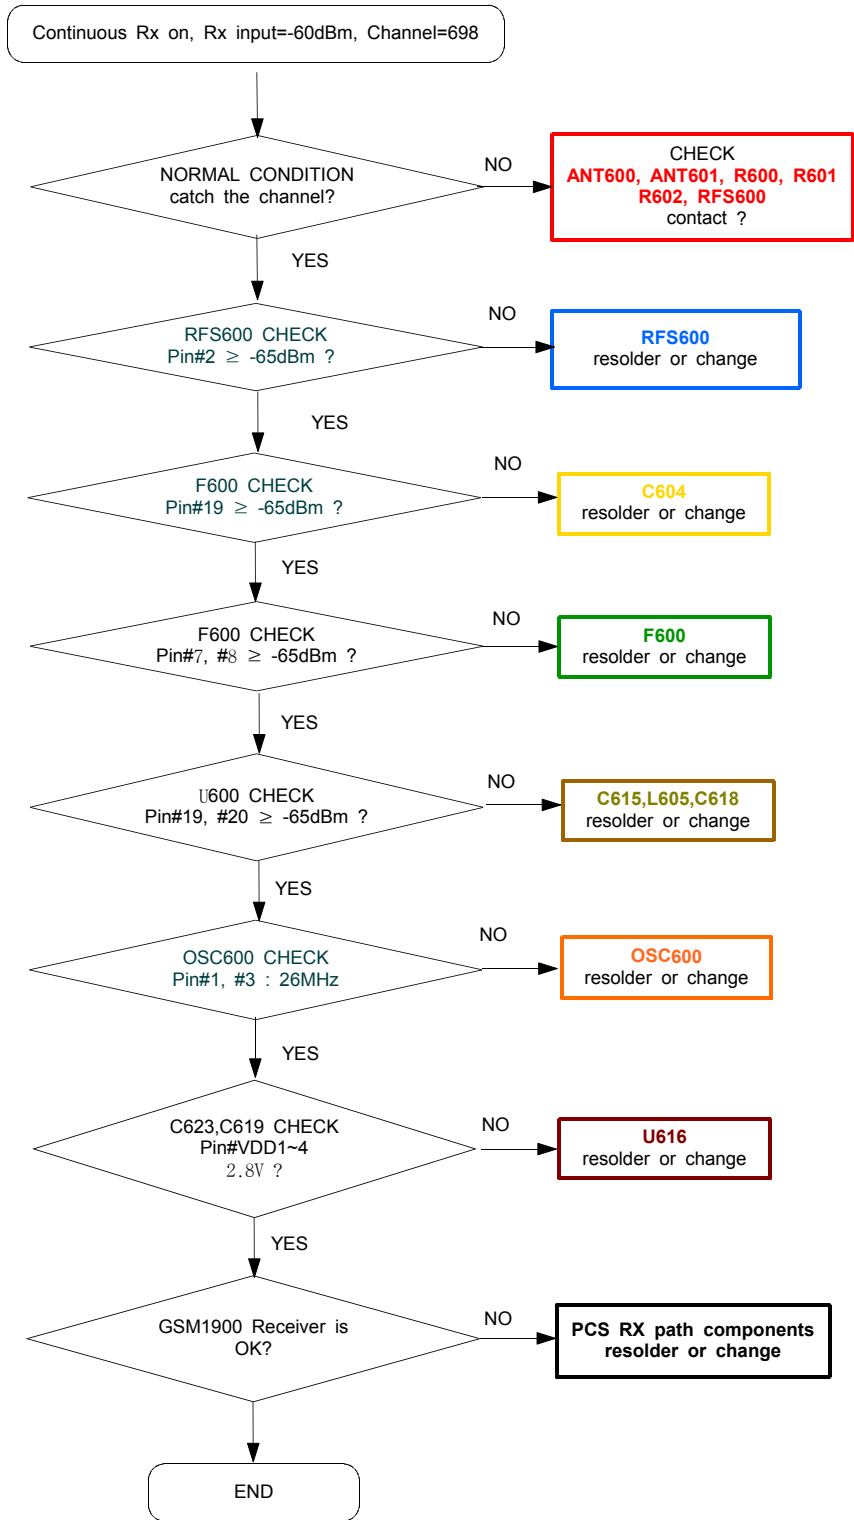 Continuous Rx on, Rx input=-60dBm, Channel=698
NORMAL CONDITION
catch the channel?
NO
CHECK
ANT600, ANT601, R600, R601
R602, RFS600
contact ?
YES
RFS600 CHECK
Pin#2 ≥ -65dBm ?
NO
RFS600
resolder or change
YES
F600 CHECK
Pin#19 ≥ -65dBm ?
NO
C604
resolder or change
YES
F600 CHECK
Pin#7, #8 ≥ -65dBm ?
NO
F600
resolder or change
YES
U600 CHECK
Pin#19, #20 ≥ -65dBm ?
NO
C615,L605,C618
resolder or change
YES
OSC600 CHECK
Pin#1, #3 : 26MHz
NO
OSC600
resolder or change
YES
C623,C619 CHECK
Pin#VDD1~4
2.8V ?
NO
U616
resolder or change
YES
GSM1900 Receiver is
OK?
NO
PCS RX path components
resolder or change
END